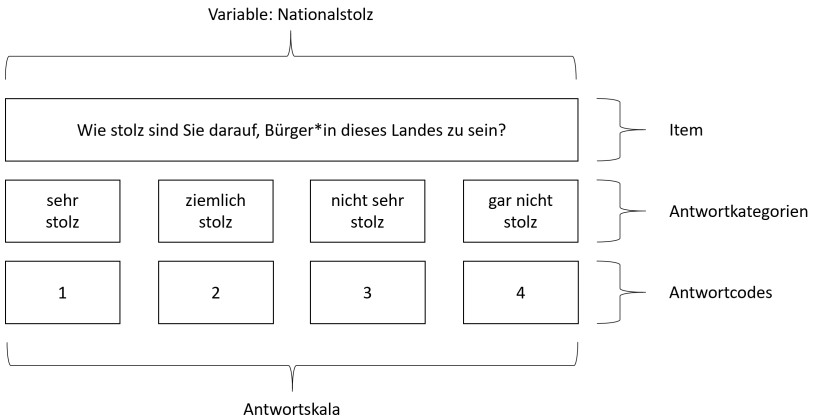 Variable: Nationalstolz
Wie stolz sind Sie darauf, Bürger*in dieses Landes zu sein?
Item
sehr
stolz
ziemlich
stolz
nicht sehr
stolz
gar nicht
stolz
Antwortkategorien
1
2
3
4
Antwortcodes
Antwortskala